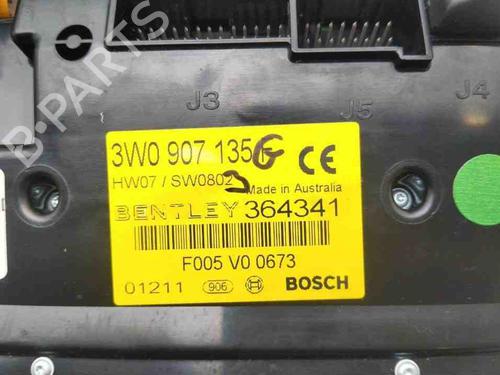 B-PARTS
J3
J5
J4
3W0 907 135 G CE
HW07 / SW0803
Made in Australia
BENTLEY 364341
F005 V0 0673
01211 906 BOSCH